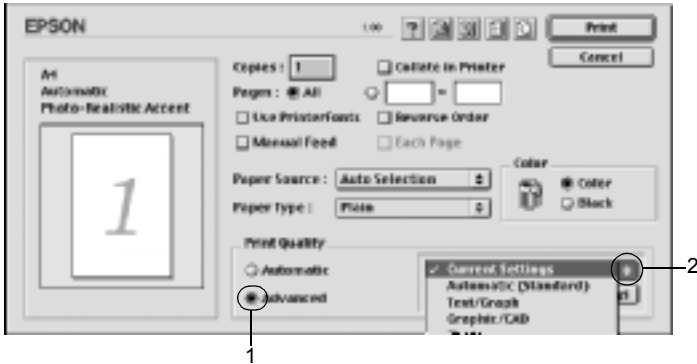 EPSON
1.00
Print
Cancel
A4
Automatic
Photo-Realistic Accent
1
Copies : 1
Collate in Printer
Pages : All
-
Use PrinterFonts
Reverse Order
Manual Feed
Each Page
Paper Source : Auto Selection
Paper Type : Plain
Color
Color
Black
Print Quality
Automatic
Advanced
✓ Current Settings
Automatic (Standard)
Text/Graph
Graphic/CAD
1
2